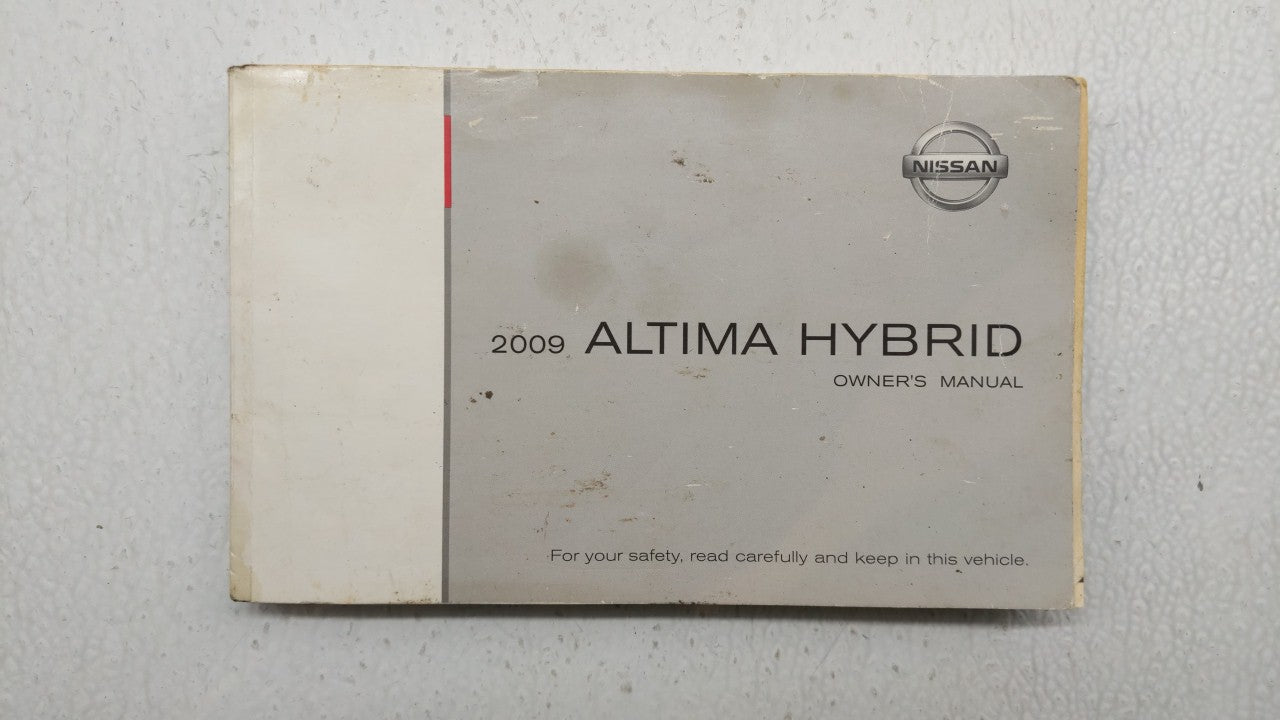 NISSAN
2009 ALTIMA HYBRID
OWNER'S MANUAL
For your safety, read carefully and keep in this vehicle.